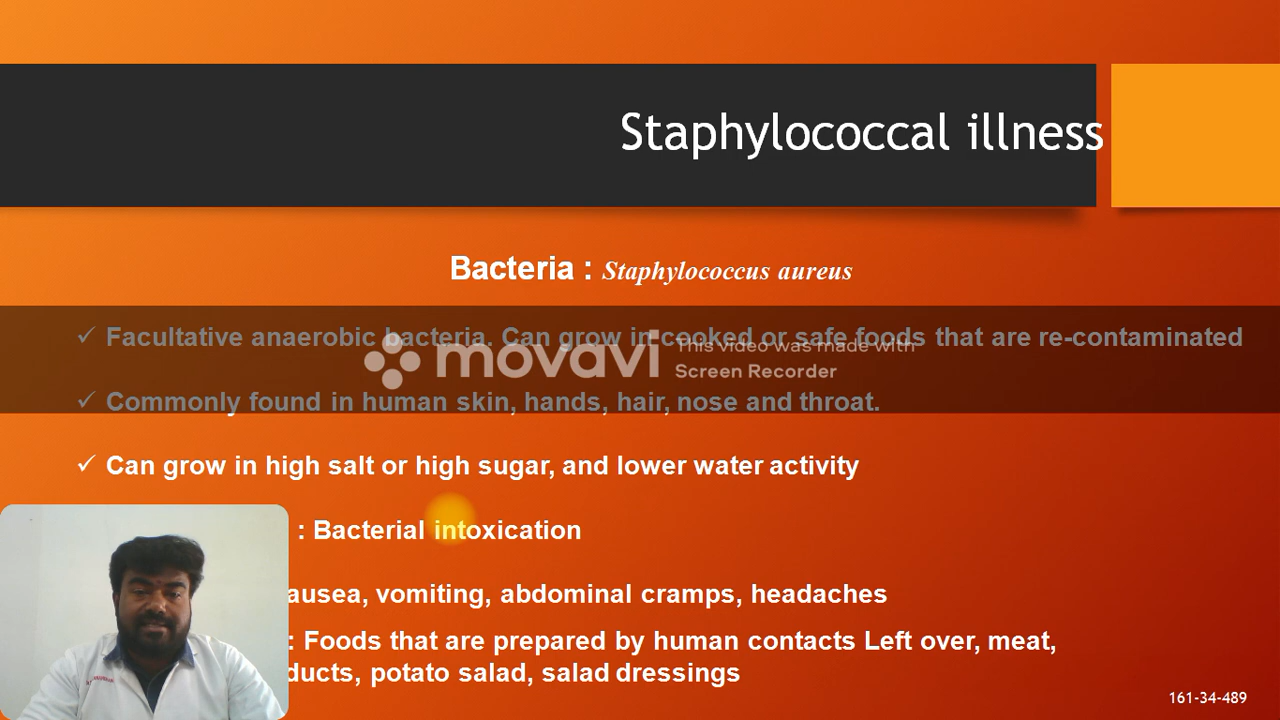 Staphylococcal illness
Bacteria : Staphylococcus aureus
✓ Facultative anaerobic bacteria. Can grow in cooked or safe foods that are re-contaminated
movavi
This video was made with
Screen Recorder
✓ Commonly found in human skin, hands, hair, nose and throat.
✓ Can grow in high salt or high sugar, and lower water activity
: Bacterial intoxication
ausea, vomiting, abdominal cramps, headaches
: Foods that are prepared by human contacts Left over, meat,
ducts, potato salad, salad dressings
161-34-489